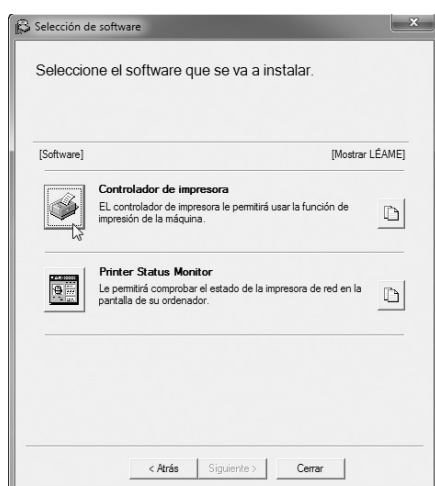 Selección de software
Seleccione el software que se va a instalar.
[Software] [Mostrar LÉAME]
Controlador de impresora
EL controlador de impresora le permitirá usar la función de
impresión de la máquina.
Printer Status Monitor
Le permitirá comprobar el estado de la impresora de red en la
pantalla de su ordenador.
< Atrás Siguiente > Cerrar